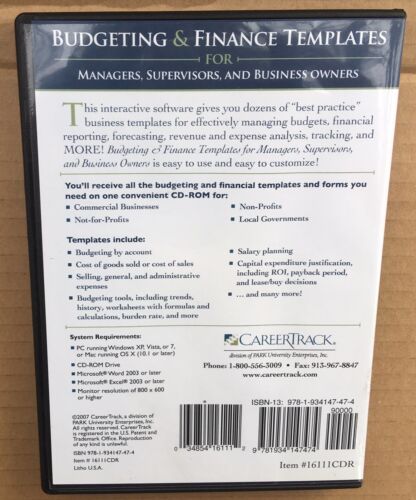 BUDGETING & FINANCE TEMPLATES
FOR
MANAGERS, SUPERVISORS, AND BUSINESS OWNERS
This interactive software gives you dozens of "best practice"
business templates for effectively managing budgets, financial
reporting, forecasting, revenue and expense analysis, tracking, and
MORE! Budgeting & Finance Templates for Managers, Supervisors,
and Business Owners is easy to use and easy to customize!
You'll receive all the budgeting and financial templates and forms you
need on one convenient CD-ROM for:
• Commercial Businesses
• Not-for-Profits
• Non-Profits
• Local Governments
Templates include:
• Budgeting by account
• Cost of goods sold or cost of sales
• Selling, general, and administrative
expenses
• Budgeting tools, including trends,
history, worksheets with formulas and
calculations, burden rate, and more
• Salary planning
• Capital expenditure justification,
including ROI, payback period,
and lease/buy decisions
• … and many more!
System Requirements:
• PC running Windows XP, Vista, or 7,
or Mac running OS X (10.1 or later)
• CD-ROM Drive
• Microsoft® Word 2003 or later
• Microsoft® Excel® 2003 or later
• Monitor resolution of 800 x 600
or higher
CAREERTRACK®
division of PARK University Enterprises, Inc.
Phone: 1-800-556-3009 • Fax: 913-967-8847
www.careertrack.com
©2007 CareerTrack, a division of
PARK University Enterprises, Inc.
All rights reserved. CareerTrack
is registered in the U.S. Patent and
Trademark Office. Reproduction
of any kind is unlawful.
ISBN 978-1-934147-47-4
Item #16111CDR
Litho U.S.A.
0 34854 16111 2
ISBN-13: 978-1-934147-47-4
90000
9 781934 147474
Item #16111CDR